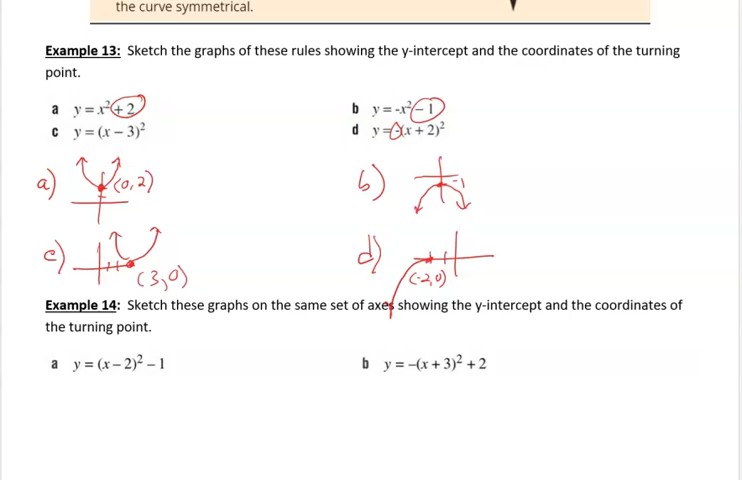 the curve symmetrical.
Example 13: Sketch the graphs of these rules showing the y-intercept and the coordinates of the turning
point.
a y = x² + 2
b y = -x² − 1
c y = (x − 3)²
d y = -(x + 2)²
a)
(0, 2)
b)
-1
c)
(3, 0)
d)
(-2, 0)
Example 14: Sketch these graphs on the same set of axes showing the y-intercept and the coordinates of
the turning point.
a y = (x − 2)² − 1
b y = −(x + 3)² + 2